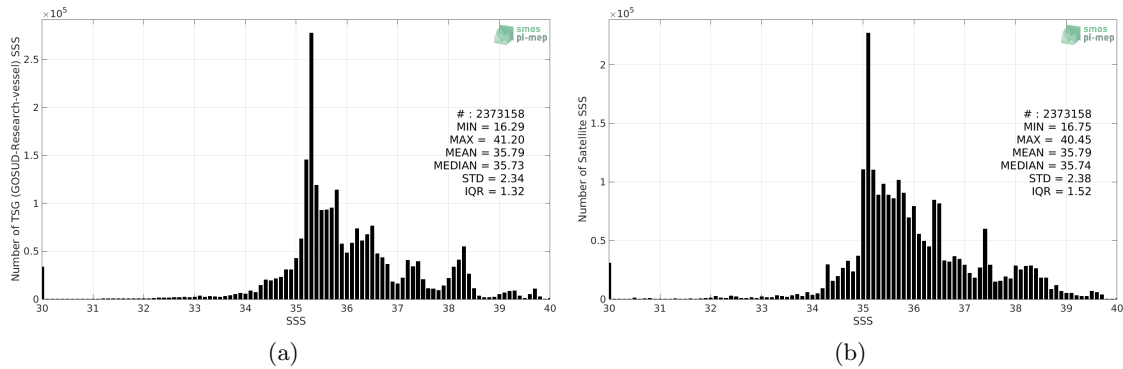 ×10⁵
smos
pi-mep
2.5
2
1.5
1
0.5
0
Number of TSG (GOSUD-Research-vessel) SSS
# : 2373158
MIN = 16.29
MAX = 41.20
MEAN = 35.79
MEDIAN = 35.73
STD = 2.34
IQR = 1.32
30 31 32 33 34 35 36 37 38 39 40
SSS
(a)
×10⁵
smos
pi-mep
2
1.5
1
0.5
0
Number of Satellite SSS
# : 2373158
MIN = 16.75
MAX = 40.45
MEAN = 35.79
MEDIAN = 35.74
STD = 2.38
IQR = 1.52
30 31 32 33 34 35 36 37 38 39 40
SSS
(b)